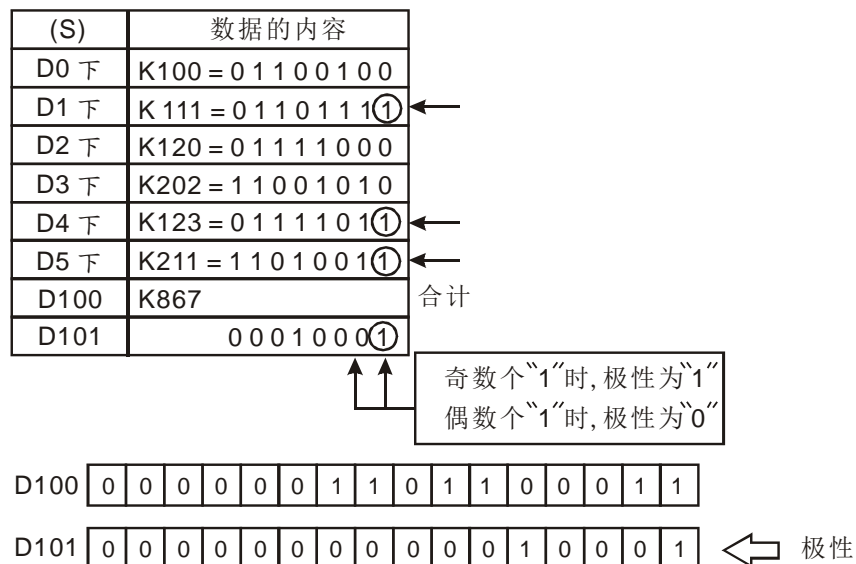 (S) 数据的内容
D0 下 K100 = 0 1 1 0 0 1 0 0
D1 下 K 111 = 0 1 1 0 1 1 1 1
D2 下 K120 = 0 1 1 1 1 0 0 0
D3 下 K202 = 1 1 0 0 1 0 1 0
D4 下 K123 = 0 1 1 1 1 0 1 1
D5 下 K211 = 1 1 0 1 0 0 1 1
D100 K867 合计
D101 0 0 0 1 0 0 0 1
奇数个“1”时,极性为“1”
偶数个“1”时,极性为“0”
D100 0 0 0 0 0 0 1 1 0 1 1 0 0 0 1 1
D101 0 0 0 0 0 0 0 0 0 0 0 1 0 0 0 1 极性